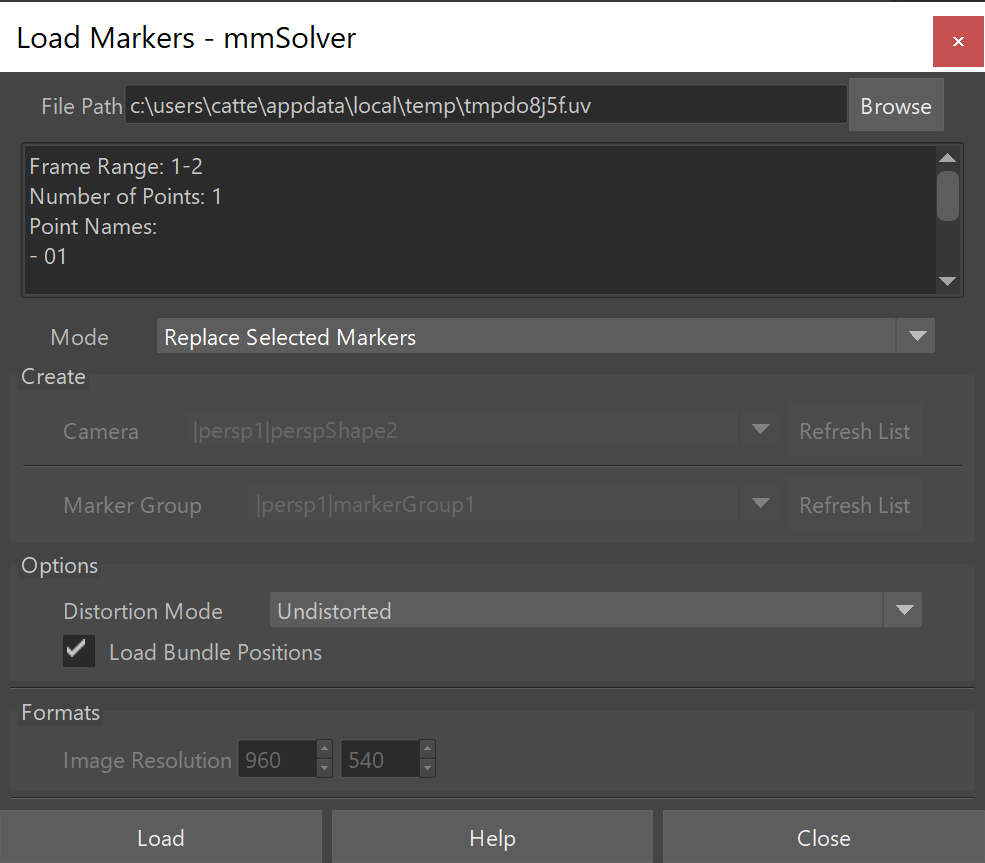 Load Markers - mmSolver
File Path c:\users\catte\appdata\local\temp\tmpdo8j5f.uv Browse
Frame Range: 1-2
Number of Points: 1
Point Names:
- 01
Mode Replace Selected Markers
Create
Camera |persp1|perspShape2 Refresh List
Marker Group |persp1|markerGroup1 Refresh List
Options
Distortion Mode Undistorted
Load Bundle Positions
Formats
Image Resolution 960 540
Load Help Close